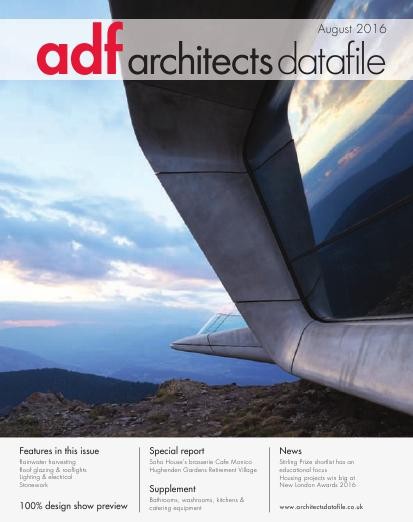 August 2016
adf architects datafile
Features in this issue
Rainwater harvesting
Roof glazing & rooflights
Lighting & electrical
Stonework
100% design show preview
Special report
Soho House's brasserie Cafe Monico
Hughenden Gardens Retirement Village
Supplement
Bathrooms, washrooms, kitchens &
catering equipment
News
Stirling Prize shortlist has an
educational focus
Housing projects win big at
New London Awards 2016
www.architectsdatafile.co.uk